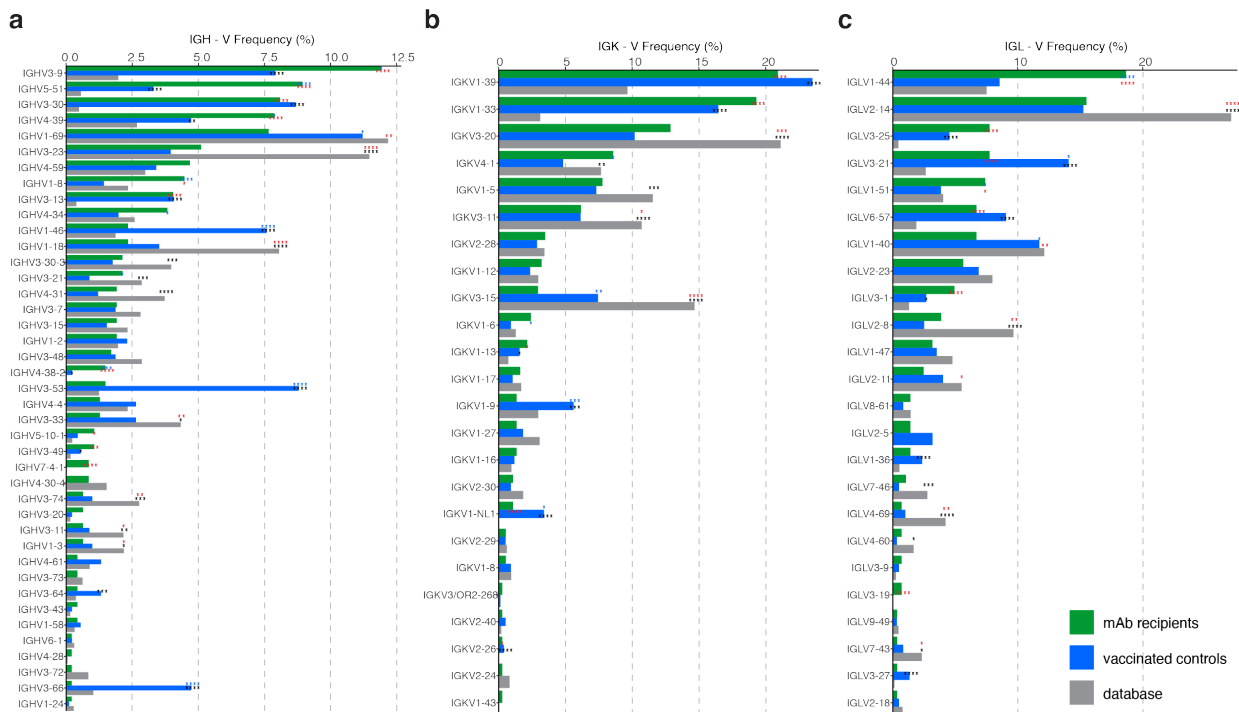 a
IGH - V Frequency (%)
0.0 2.5 5.0 7.5 10.0 12.5
IGHV3-9
IGHV5-51
IGHV3-30
IGHV4-39
IGHV1-69
IGHV3-23
IGHV4-59
IGHV1-8
IGHV3-13
IGHV4-34
IGHV1-46
IGHV1-18
IGHV3-30-3
IGHV3-21
IGHV4-31
IGHV3-7
IGHV3-15
IGHV1-2
IGHV3-48
IGHV4-38-2
IGHV3-53
IGHV4-4
IGHV3-33
IGHV5-10-1
IGHV3-49
IGHV7-4-1
IGHV4-30-4
IGHV3-74
IGHV3-20
IGHV3-11
IGHV1-3
IGHV4-61
IGHV3-73
IGHV3-64
IGHV3-43
IGHV1-58
IGHV6-1
IGHV4-28
IGHV3-72
IGHV3-66
IGHV1-24
b
IGK - V Frequency (%)
0 5 10 15 20
IGKV1-39
IGKV1-33
IGKV3-20
IGKV4-1
IGKV1-5
IGKV3-11
IGKV2-28
IGKV1-12
IGKV3-15
IGKV1-6
IGKV1-13
IGKV1-17
IGKV1-9
IGKV1-27
IGKV1-16
IGKV2-30
IGKV1-NL1
IGKV2-29
IGKV1-8
IGKV3/OR2-268
IGKV2-40
IGKV2-26
IGKV2-24
IGKV1-43
c
IGL - V Frequency (%)
0 10 20
IGLV1-44
IGLV2-14
IGLV3-25
IGLV3-21
IGLV1-51
IGLV6-57
IGLV1-40
IGLV2-23
IGLV3-1
IGLV2-8
IGLV1-47
IGLV2-11
IGLV8-61
IGLV2-5
IGLV1-36
IGLV7-46
IGLV4-69
IGLV4-60
IGLV3-9
IGLV3-19
IGLV9-49
IGLV7-43
IGLV3-27
IGLV2-18
mAb recipients
vaccinated controls
database